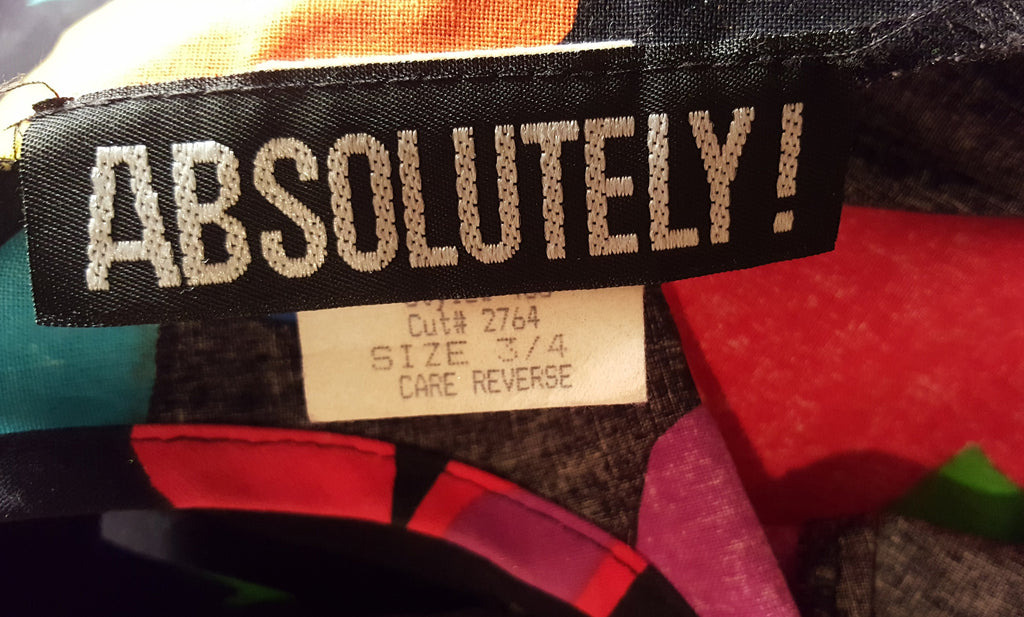 ABSOLUTELY!
Cut# 2764
SIZE 3/4
CARE REVERSE